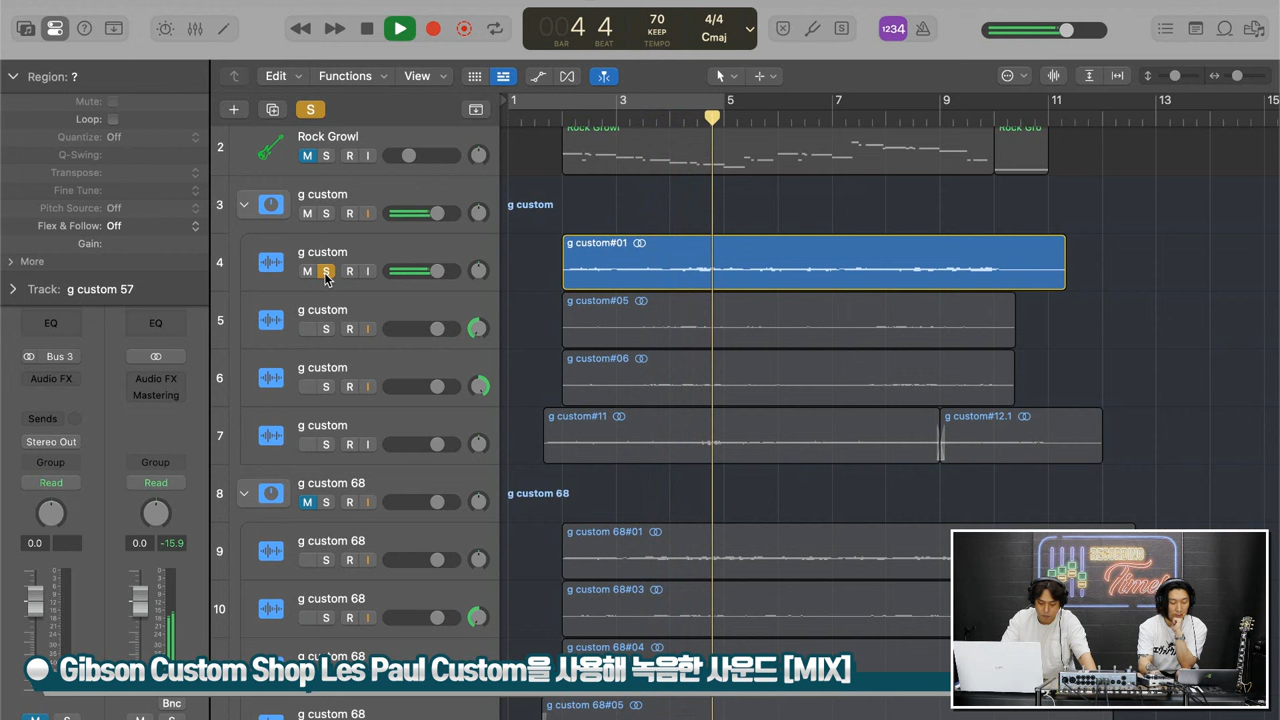 4 4
BAR
BEAT
70
KEEP
TEMPO
4/4
Cmaj
S
1234
Region: ?
Mute:
Loop:
Quantize: Off
Q-Swing:
Transpose:
Fine Tune:
Pitch Source: Off
Flex & Follow: Off
Gain:
More
Track: g custom 57
Edit
Functions
View
S
1
3
5
7
9
11
13
15
2
Rock Growl
M S R I
Rock Growl
Rock Gro
3
g custom
M S R I
g custom
4
g custom
M S R I
g custom#01
5
g custom
S R I
g custom#05
6
g custom
S R I
g custom#06
7
g custom
S R I
g custom#11
g custom#12.1
8
g custom 68
M S R I
g custom 68
9
g custom 68
S R I
g custom 68#01
10
g custom 68
S R I
g custom 68#03
g custom 68
g custom 68#04
g custom 68
g custom 68#05
EQ
EQ
Bus 3
Audio FX
Audio FX
Mastering
Sends
Stereo Out
Group
Group
Read
Read
0.0
0.0
-15.9
Bnc
M
S
M
S
RECORDING
Time
Gibson Custom Shop Les Paul Custom을 사용해 녹음한 사운드 [MIX]